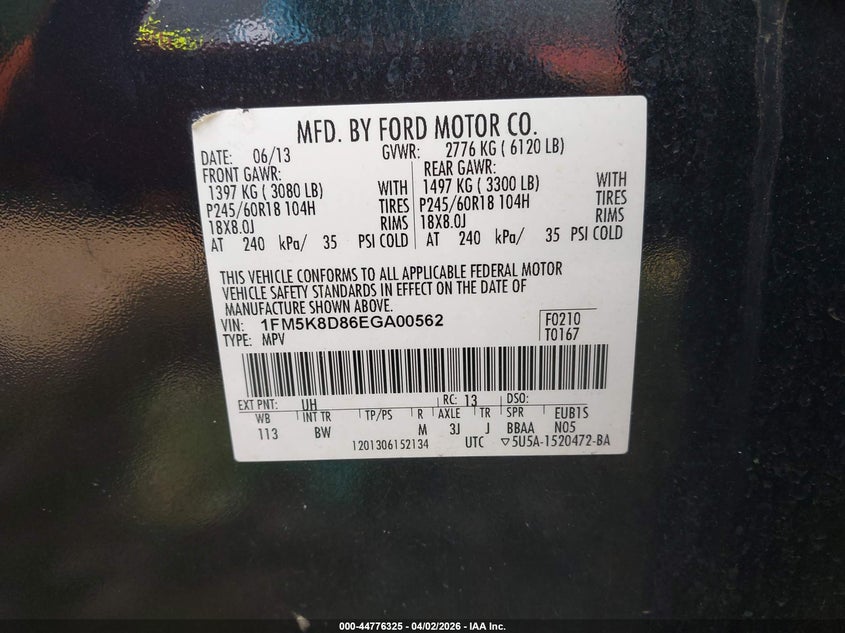 MFD. BY FORD MOTOR CO.
DATE: 06/13 GVWR: 2776 KG ( 6120 LB)
FRONT GAWR: REAR GAWR:
1397 KG ( 3080 LB) WITH 1497 KG ( 3300 LB) WITH
P245/60R18 104H TIRES P245/60R18 104H TIRES
18X8.0J RIMS 18X8.0J RIMS
AT 240 kPa/ 35 PSI COLD AT 240 kPa/ 35 PSI COLD
THIS VEHICLE CONFORMS TO ALL APPLICABLE FEDERAL MOTOR
VEHICLE SAFETY STANDARDS IN EFFECT ON THE DATE OF
MANUFACTURE SHOWN ABOVE.
VIN: 1FM5K8D86EGA00562 F0210
TYPE: MPV T0167
EXT PNT: UH RC: 13 DSO:
WB INT TR TP/PS R AXLE TR SPR EUB1S
113 BW M 3J J BBAA N05
1201306152134 UTC ▽5U5A-1520472-BA
000-44776325 - 04/02/2026 - IAA Inc.